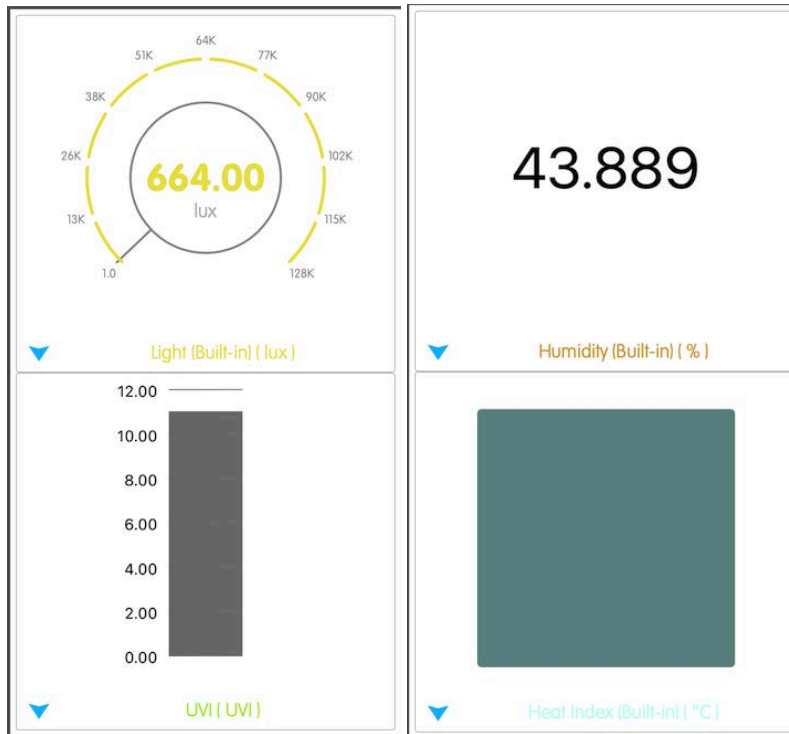 64K
51K
77K
38K
90K
26K
102K
664.00
lux
13K
115K
1.0
128K
Light (Built-in) ( lux )
43.889
Humidity (Built-in) ( % )
12.00
10.00
8.00
6.00
4.00
2.00
0.00
UVI ( UVI )
Heat Index (Built-in) ( °C )